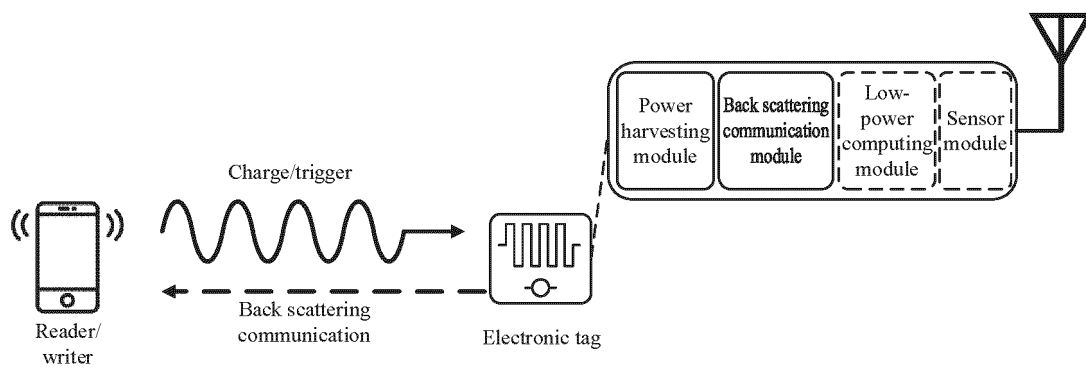 Power
harvesting
module
Back scattering
communication
module
Low-
power
computing
module
Sensor
module
Charge/trigger
Back scattering
communication
Reader/
writer
Electronic tag